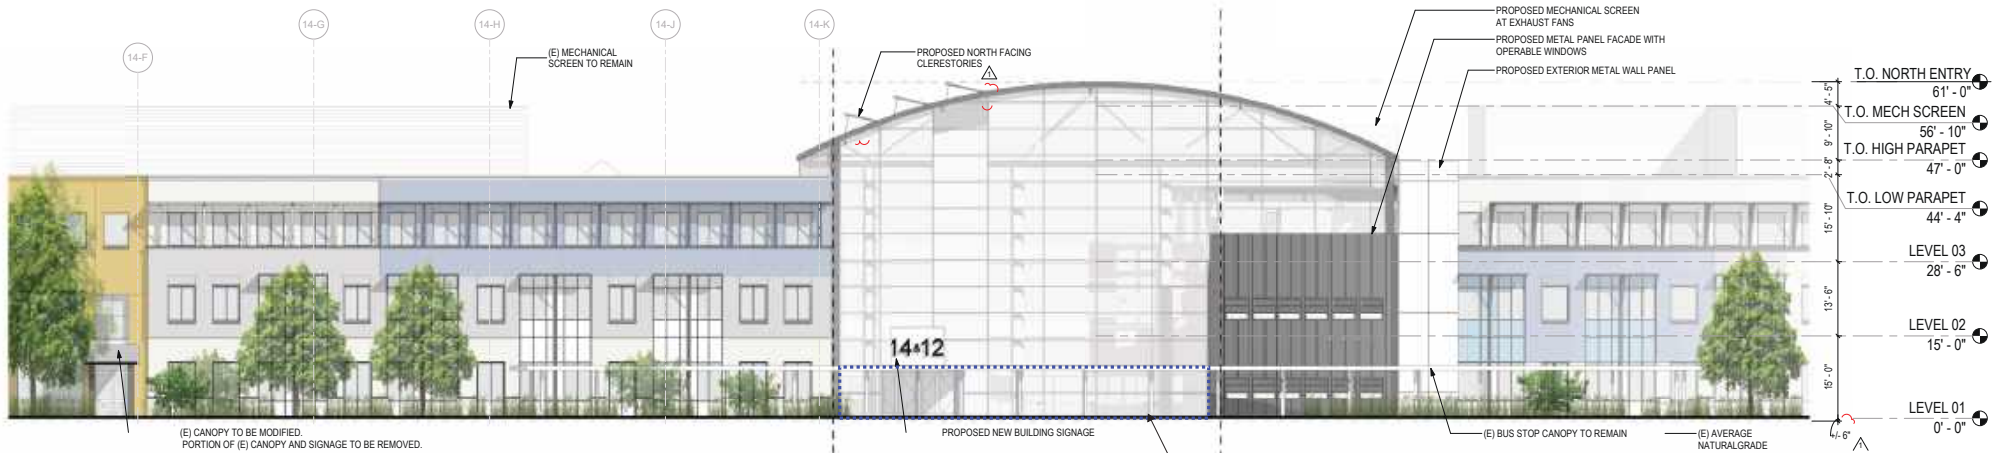 14-F
14-G
14-H
14-J
14-K
(E) MECHANICAL
SCREEN TO REMAIN
PROPOSED NORTH FACING
CLERESTORIES
1
PROPOSED MECHANICAL SCREEN
AT EXHAUST FANS
PROPOSED METAL PANEL FACADE WITH
OPERABLE WINDOWS
PROPOSED EXTERIOR METAL WALL PANEL
T.O. NORTH ENTRY
61' - 0"
4' - 5"
T.O. MECH SCREEN
56' - 10"
9' - 10"
T.O. HIGH PARAPET
47' - 0"
2' - 8"
T.O. LOW PARAPET
44' - 4"
15' - 10"
LEVEL 03
28' - 6"
13' - 6"
LEVEL 02
15' - 0"
15' - 0"
LEVEL 01
0' - 0"
+/- 6"
1
14&12
(E) CANOPY TO BE MODIFIED.
PORTION OF (E) CANOPY AND SIGNAGE TO BE REMOVED.
PROPOSED NEW BUILDING SIGNAGE
(E) BUS STOP CANOPY TO REMAIN
(E) AVERAGE
NATURALGRADE